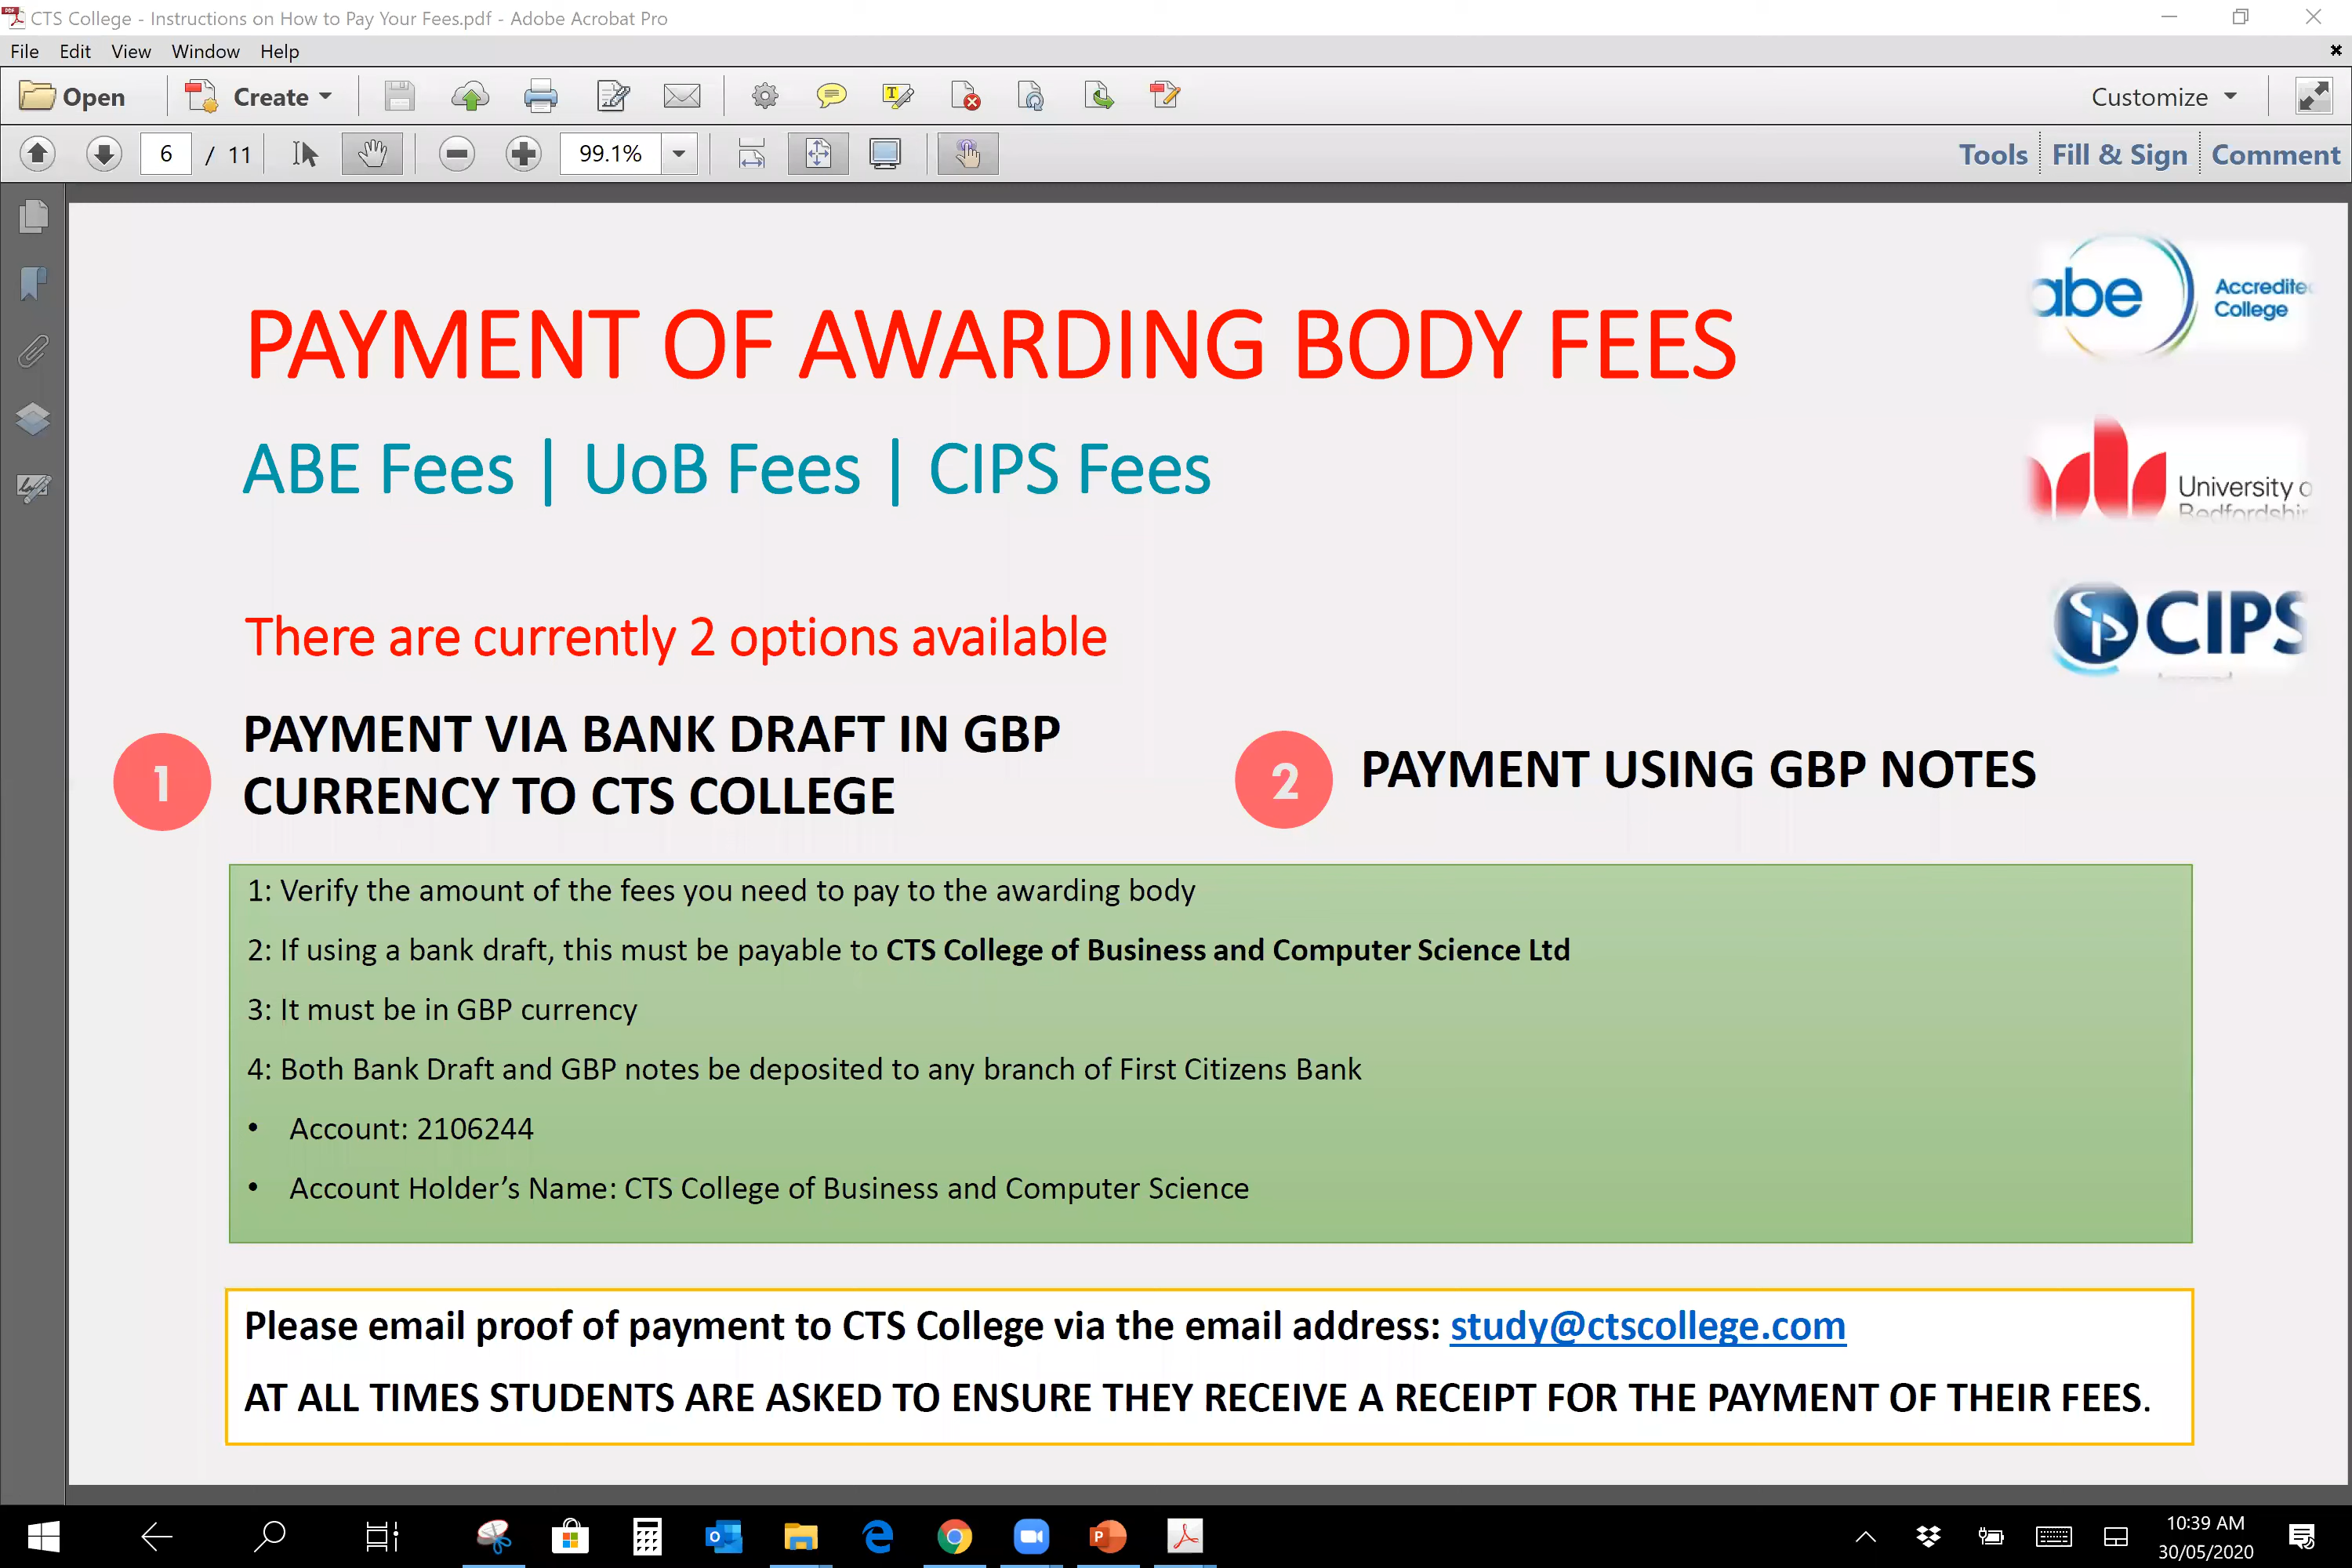 CTS College - Instructions on How to Pay Your Fees.pdf - Adobe Acrobat Pro
File Edit View Window Help
Open Create Customize
6 / 11 99.1% Tools Fill & Sign Comment
abe Accredite
College
PAYMENT OF AWARDING BODY FEES
ABE Fees | UoB Fees | CIPS Fees
University o
Bedfordshir
CIPS
There are currently 2 options available
1 PAYMENT VIA BANK DRAFT IN GBP
CURRENCY TO CTS COLLEGE
2 PAYMENT USING GBP NOTES
1: Verify the amount of the fees you need to pay to the awarding body
2: If using a bank draft, this must be payable to CTS College of Business and Computer Science Ltd
3: It must be in GBP currency
4: Both Bank Draft and GBP notes be deposited to any branch of First Citizens Bank
• Account: 2106244
• Account Holder’s Name: CTS College of Business and Computer Science
Please email proof of payment to CTS College via the email address: study@ctscollege.com
AT ALL TIMES STUDENTS ARE ASKED TO ENSURE THEY RECEIVE A RECEIPT FOR THE PAYMENT OF THEIR FEES.
10:39 AM
30/05/2020